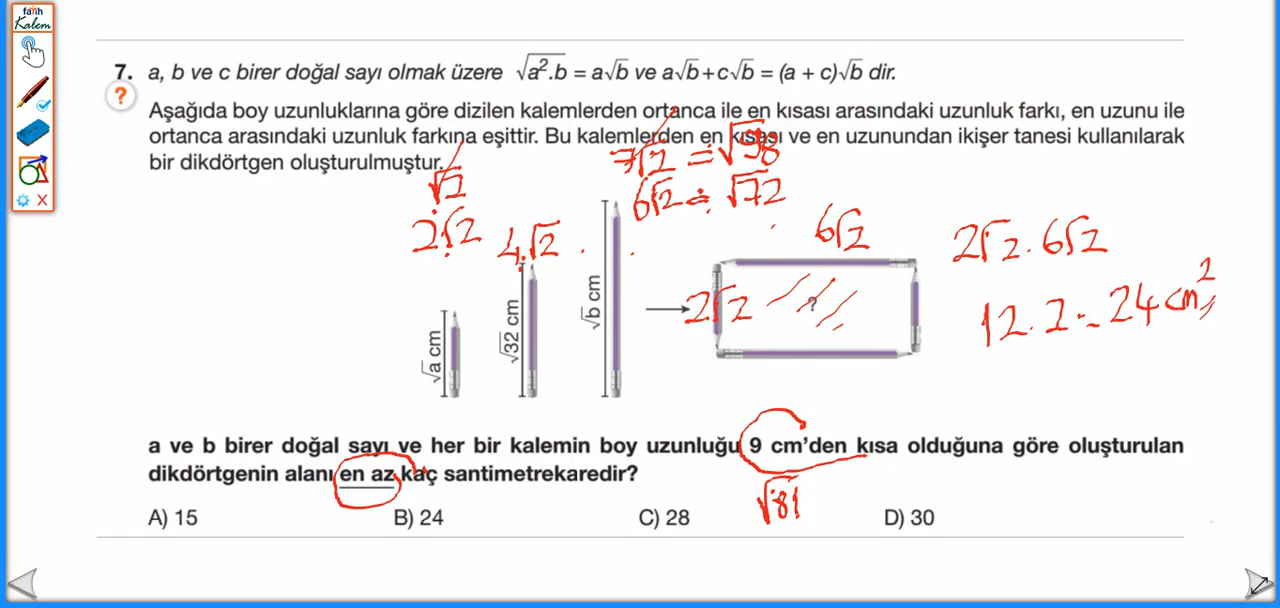 fatih
Kalem
7. a, b ve c birer doğal sayı olmak üzere √a².b = a√b ve a√b+c√b = (a + c)√b dir.
?
Aşağıda boy uzunluklarına göre dizilen kalemlerden ortanca ile en kısası arasındaki uzunluk farkı, en uzunu ile
ortanca arasındaki uzunluk farkına eşittir. Bu kalemlerden en kısası ve en uzunundan ikişer tanesi kullanılarak
bir dikdörtgen oluşturulmuştur.
7√2 = √98
√2
6√2 = √72
2√2
4√2
6√2
2√2 . 6√2
√a cm
√32 cm
√b cm
2√2
?
12.2 = 24 cm²
a ve b birer doğal sayı ve her bir kalemin boy uzunluğu 9 cm'den kısa olduğuna göre oluşturulan
dikdörtgenin alanı en az kaç santimetrekaredir?
√81
A) 15
B) 24
C) 28
D) 30